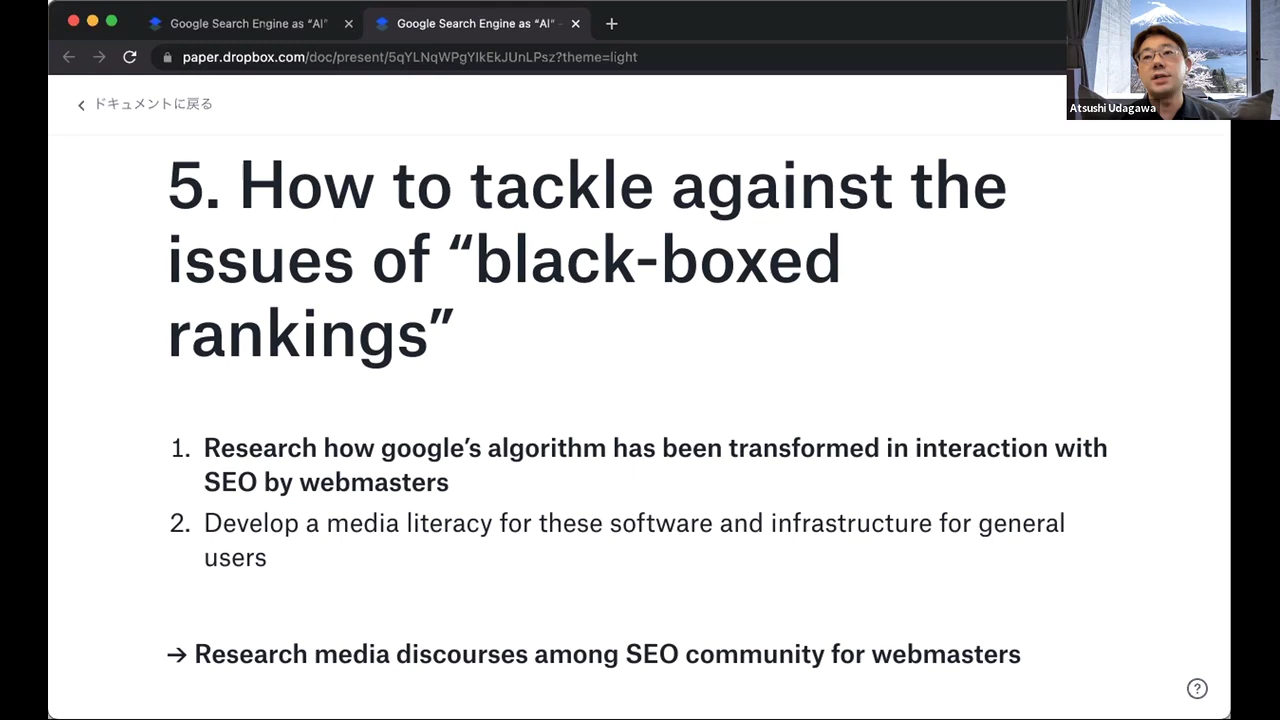 Google Search Engine as “AI”
Google Search Engine as “AI” -
paper.dropbox.com/doc/present/5qYLNqWPgYlkEkJUnLPsz?theme=light
Atsushi Udagawa
ドキュメントに戻る
5. How to tackle against the
issues of “black-boxed
rankings”
1. Research how google’s algorithm has been transformed in interaction with
SEO by webmasters
2. Develop a media literacy for these software and infrastructure for general
users
→ Research media discourses among SEO community for webmasters
?